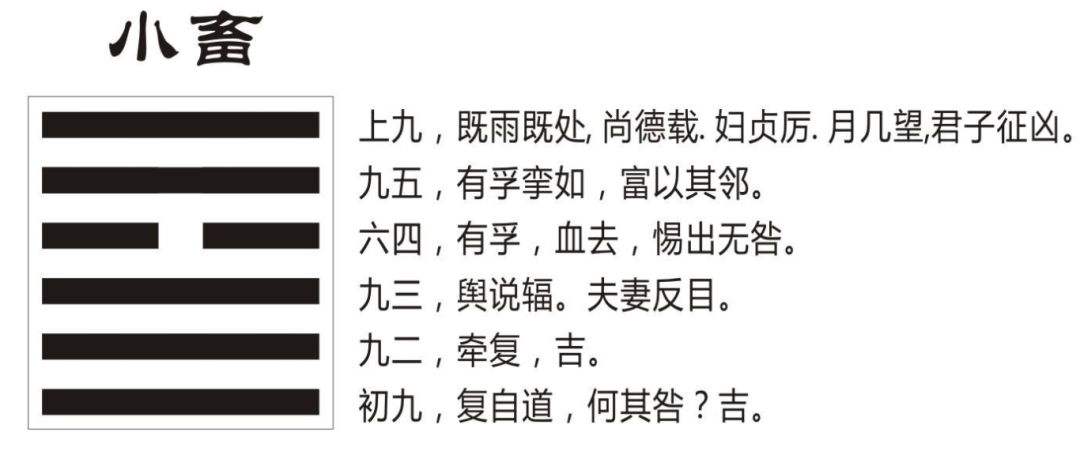 小畜
上九，既雨既处, 尚德载. 妇贞厉. 月几望,君子征凶。
九五，有孚挛如，富以其邻。
六四，有孚，血去，惕出无咎。
九三，舆说辐。夫妻反目。
九二，牵复，吉。
初九，复自道，何其咎？吉。